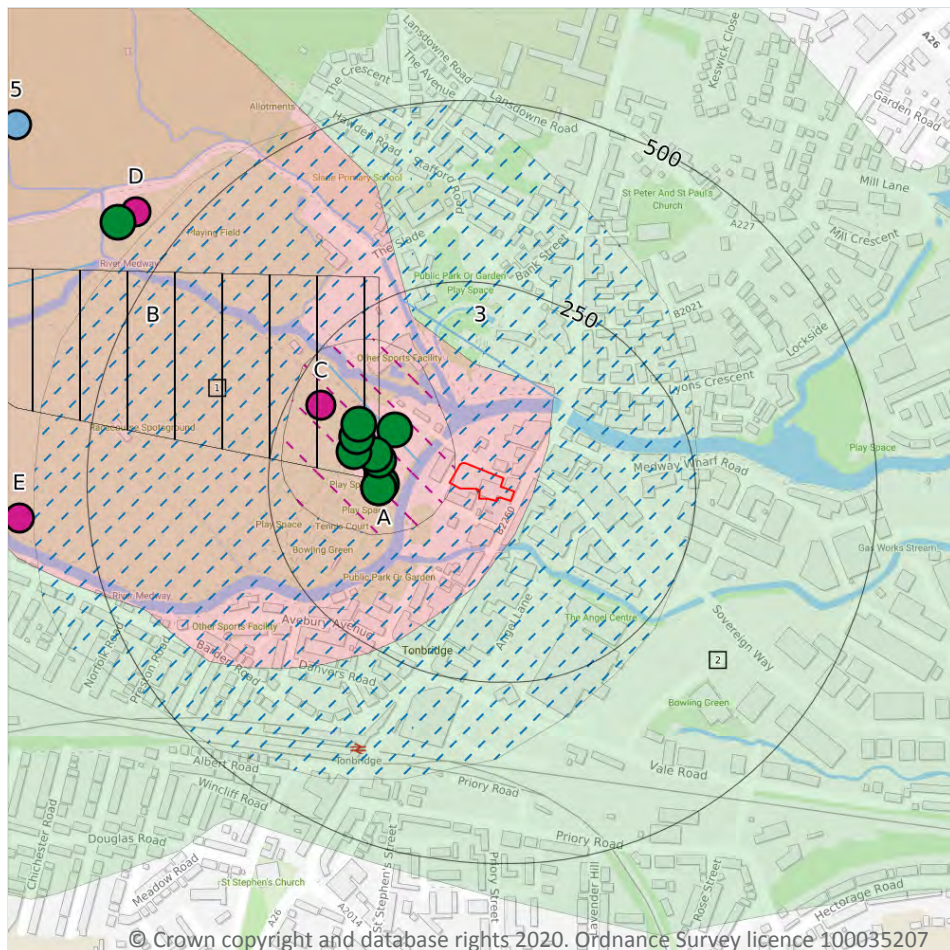 Lansdowne Road
A26
Keswick Close
The Avenue
The Crescent
5
Lansdowne Road
Garden Road
Allotments
Hawden Road
500
Stafford Road
D
Slade Primary School
Mill Lane
St Peter And St Paul's
Church
A227
Playing Field
Mill Crescent
The Slade
Bank Street
River Medway
Public Park Or Garden
Play Space
B
3
250
B2021
Lockside
Other Sports Facility
C
1
Lyons Crescent
Racecourse Sportsground
Play Space
Medway Wharf Road
E
Play Sp
Play Spa
A
Play Space
Tennis Court
B2260
Bowling Green
Gas Works Stream
Public Park Or Garden
River Medway
The Angel Centre
Other Sports Facility
Avebury Avenue
Angel Lane
Sovereign Way
Norfolk Road
Preston Road
Barden Road
Tonbridge
2
Danvers Road
Bowling Green
Tonbridge
Albert Road
Vale Road
Priory Road
Wincliff Road
Chichester Road
Douglas Road
Priory Road
Meadow Road
St Stephen's Church
St Stephen's Street
Priory Street
Lavender Hill
Rose Street
Hectorage Road
A26
A2014
© Crown copyright and database rights 2020. Ordnance Survey licence 100035207